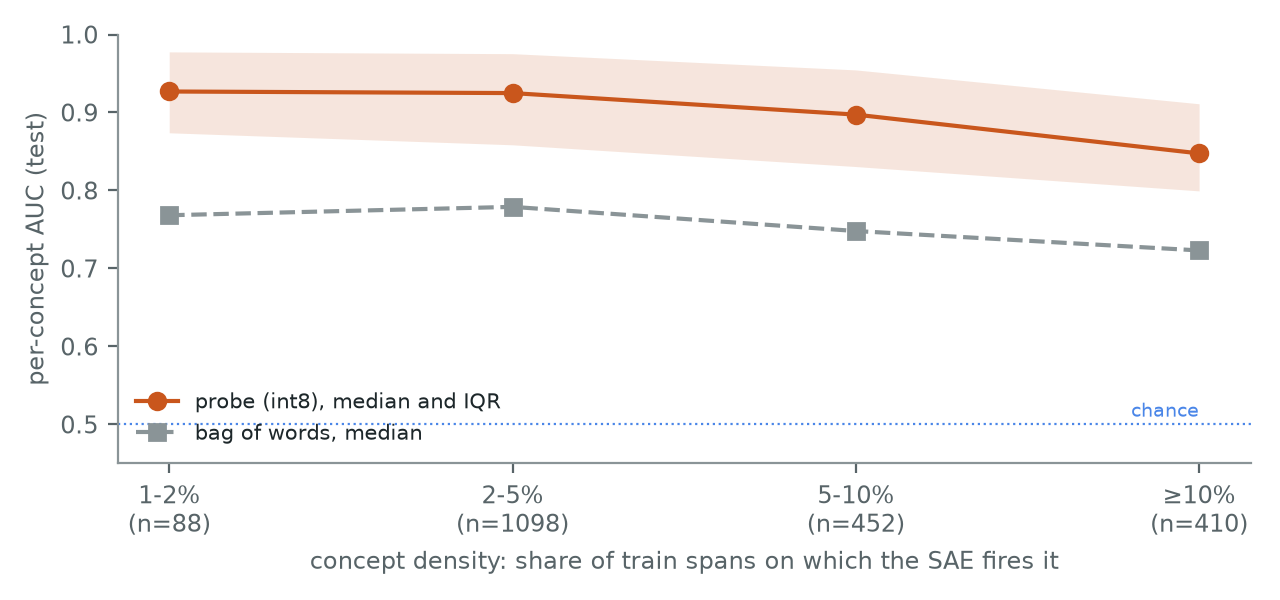 1.0
0.9
0.8
0.7
0.6
0.5
per-concept AUC (test)
probe (int8), median and IQR
bag of words, median
chance
1-2%
(n=88)
2-5%
(n=1098)
5-10%
(n=452)
≥10%
(n=410)
concept density: share of train spans on which the SAE fires it